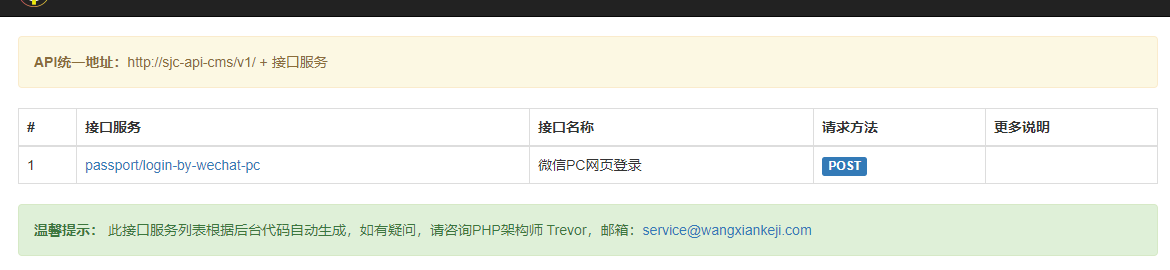 API统一地址：http://sjc-api-cms/v1/ + 接口服务
# 接口服务 接口名称 请求方法 更多说明
1 passport/login-by-wechat-pc 微信PC网页登录 POST
温馨提示： 此接口服务列表根据后台代码自动生成，如有疑问，请咨询PHP架构师 Trevor，邮箱：service@wangxiankeji.com